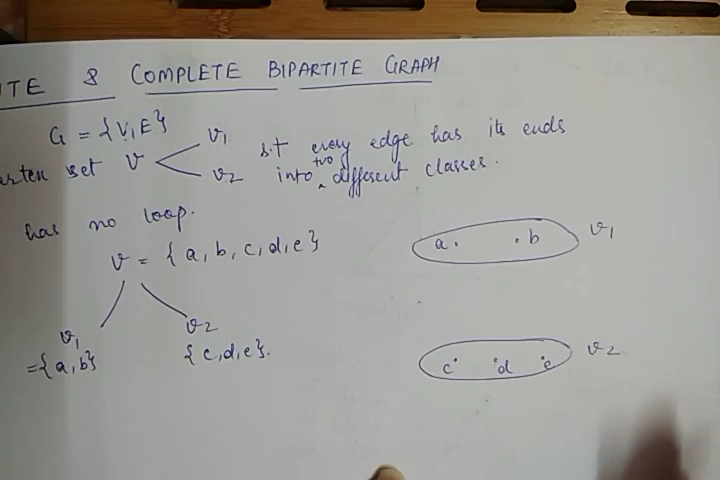 ITE & COMPLETE BIPARTITE GRAPH
G = {V, E}
set V V1 s.t every edge has its ends
V2 into two different classes.
has no loop.
V = {a, b, c, d, e}
V1 V2
= {a, b} {c, d, e}.
a . . b V1
c d e V2